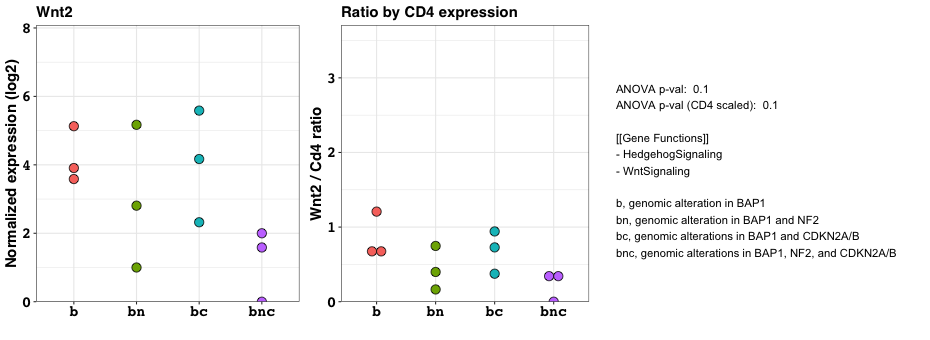 Wnt2
Normalized expression (log2)
8
6
4
2
0
b bn bc bnc
Ratio by CD4 expression
Wnt2 / Cd4 ratio
3
2
1
0
b bn bc bnc
ANOVA p-val: 0.1
ANOVA p-val (CD4 scaled): 0.1
[[Gene Functions]]
- HedgehogSignaling
- WntSignaling
b, genomic alteration in BAP1
bn, genomic alteration in BAP1 and NF2
bc, genomic alterations in BAP1 and CDKN2A/B
bnc, genomic alterations in BAP1, NF2, and CDKN2A/B